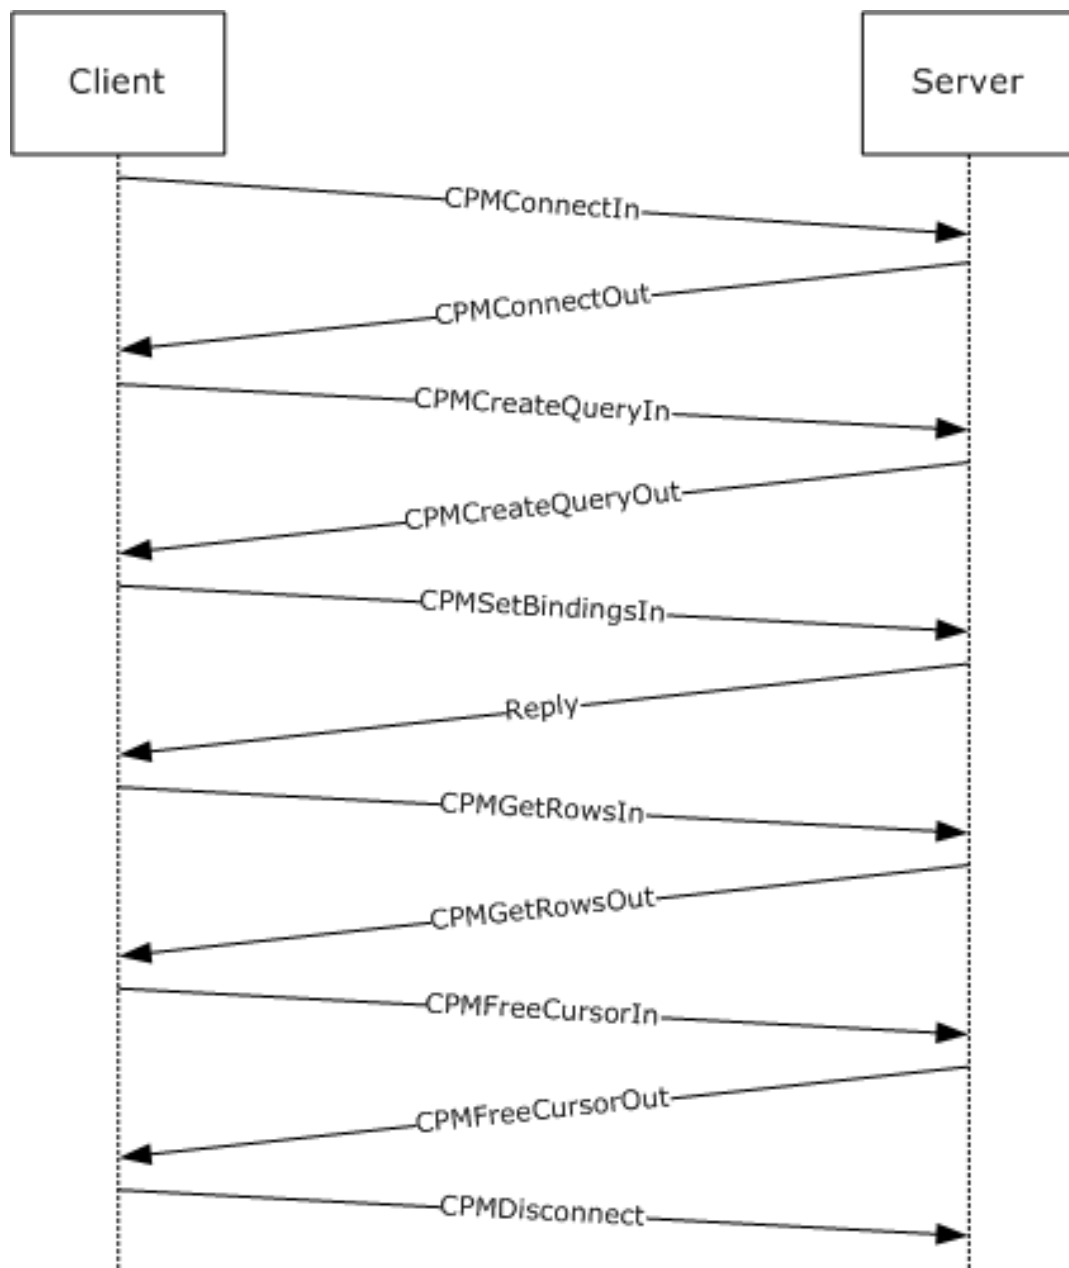 Client
Server
CPMConnectIn
CPMConnectOut
CPMCreateQueryIn
CPMCreateQueryOut
CPMSetBindingsIn
Reply
CPMGetRowsIn
CPMGetRowsOut
CPMFreeCursorIn
CPMFreeCursorOut
CPMDisconnect